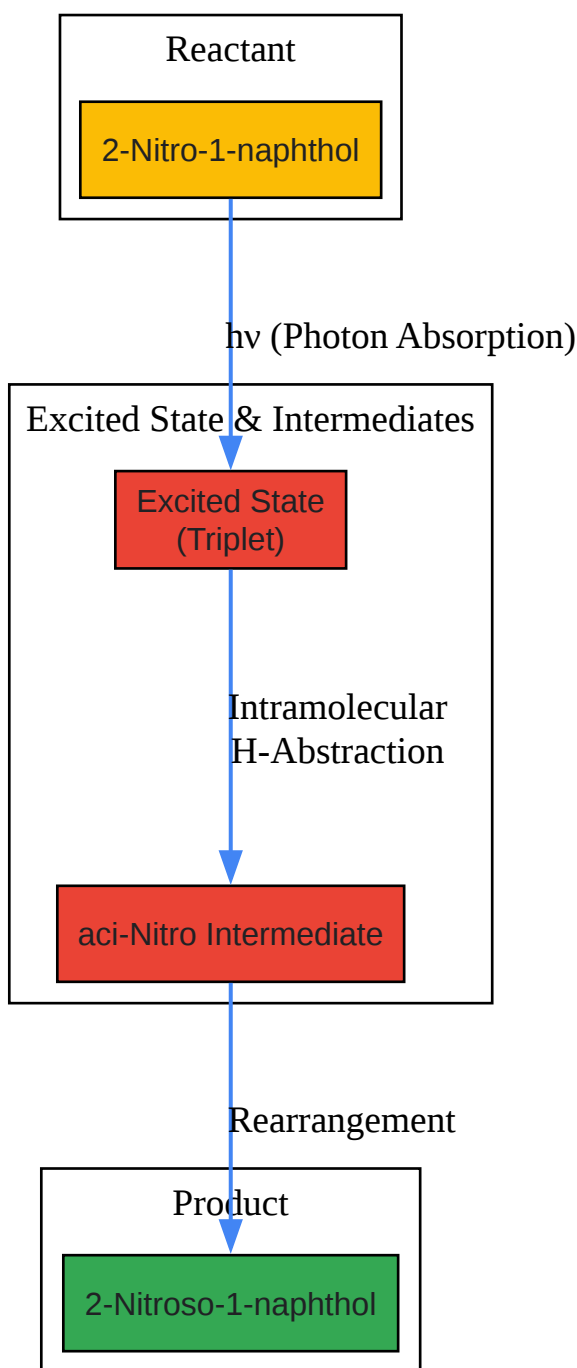 Reactant
2-Nitro-1-naphthol
hν (Photon Absorption)
Excited State & Intermediates
Excited State
(Triplet)
Intramolecular
H-Abstraction
aci-Nitro Intermediate
Rearrangement
Product
2-Nitroso-1-naphthol